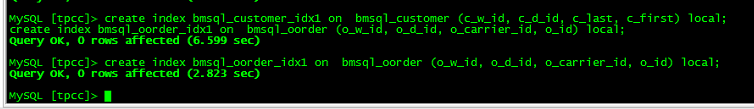 MySQL [tpcc]> create index bmsql_customer_idx1 on  bmsql_customer (c_w_id, c_d_id, c_last, c_first) local;
create index bmsql_oorder_idx1 on  bmsql_oorder (o_w_id, o_d_id, o_carrier_id, o_id) local;
Query OK, 0 rows affected (6.599 sec)
MySQL [tpcc]> create index bmsql_oorder_idx1 on  bmsql_oorder (o_w_id, o_d_id, o_carrier_id, o_id) local;
Query OK, 0 rows affected (2.823 sec)
MySQL [tpcc]>